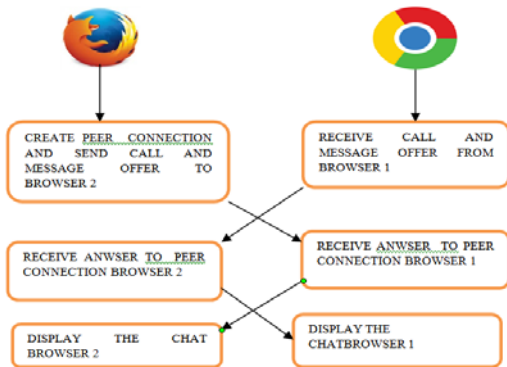 CREATE PEER CONNECTION
AND SEND CALL AND
MESSAGE OFFER TO
BROWSER 2
RECEIVE CALL AND
MESSAGE OFFER FROM
BROWSER 1
RECEIVE ANWSER TO PEER
CONNECTION BROWSER 2
RECEIVE ANWSER TO PEER
CONNECTION BROWSER 1
DISPLAY THE CHAT
BROWSER 2
DISPLAY THE
CHATBROWSER 1